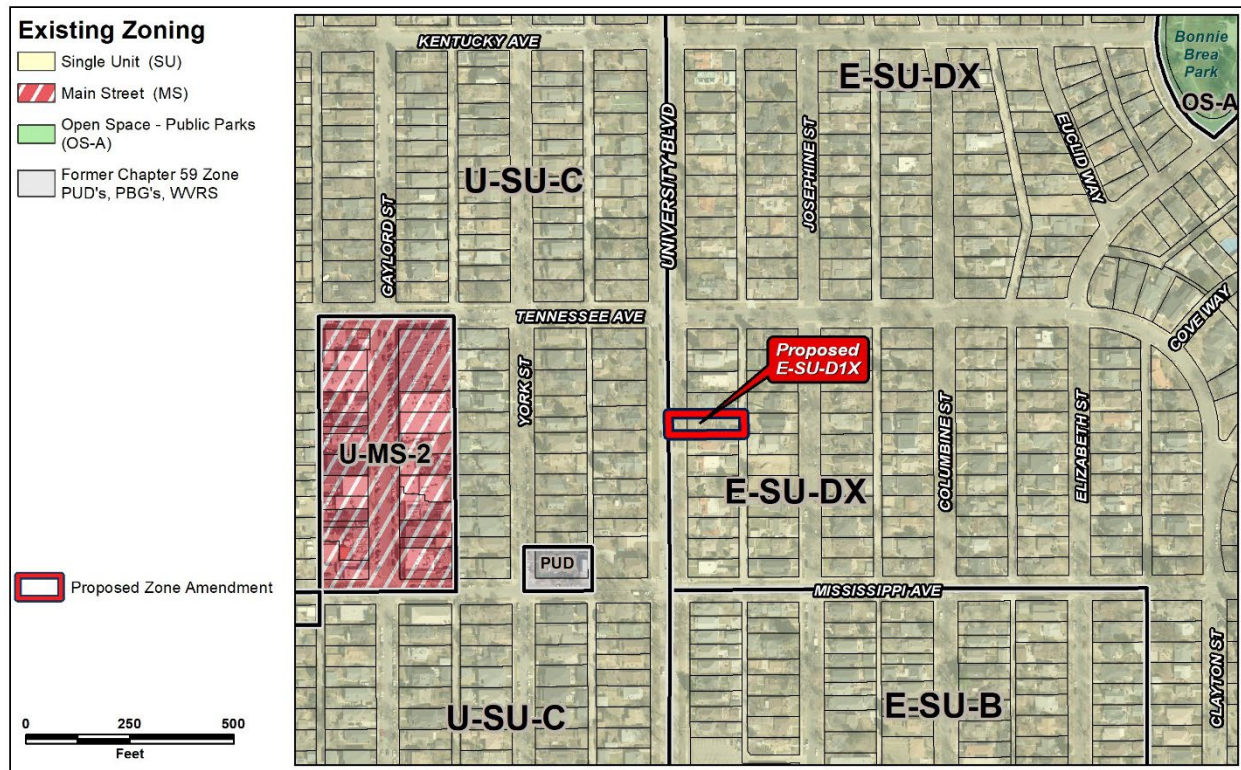 Existing Zoning
Single Unit (SU)
Main Street (MS)
Open Space - Public Parks
(OS-A)
Former Chapter 59 Zone
PUD's, PBG's, WVRS
Proposed Zone Amendment
0 250 500
Feet
KENTUCKY AVE
Bonnie
Brea
Park
OS-A
E-SU-DX
U-SU-C
GAYLORD ST
UNIVERSITY BLVD
JOSEPHINE ST
EUCLID WAY
TENNESSEE AVE
COVE WAY
YORK ST
Proposed
E-SU-D1X
U-MS-2
E-SU-DX
COLUMBINE ST
ELIZABETH ST
PUD
MISSISSIPPI AVE
U-SU-C
E-SU-B
CLAYTON ST